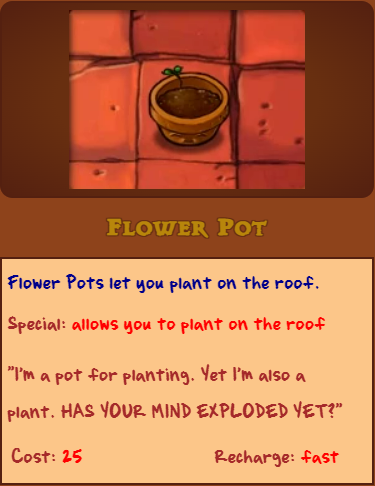 Flower Pot
Flower Pots let you plant on the roof.
Special: allows you to plant on the roof
"I'm a pot for planting. Yet I'm also a
plant. HAS YOUR MIND EXPLODED YET?"
Cost: 25 Recharge: fast